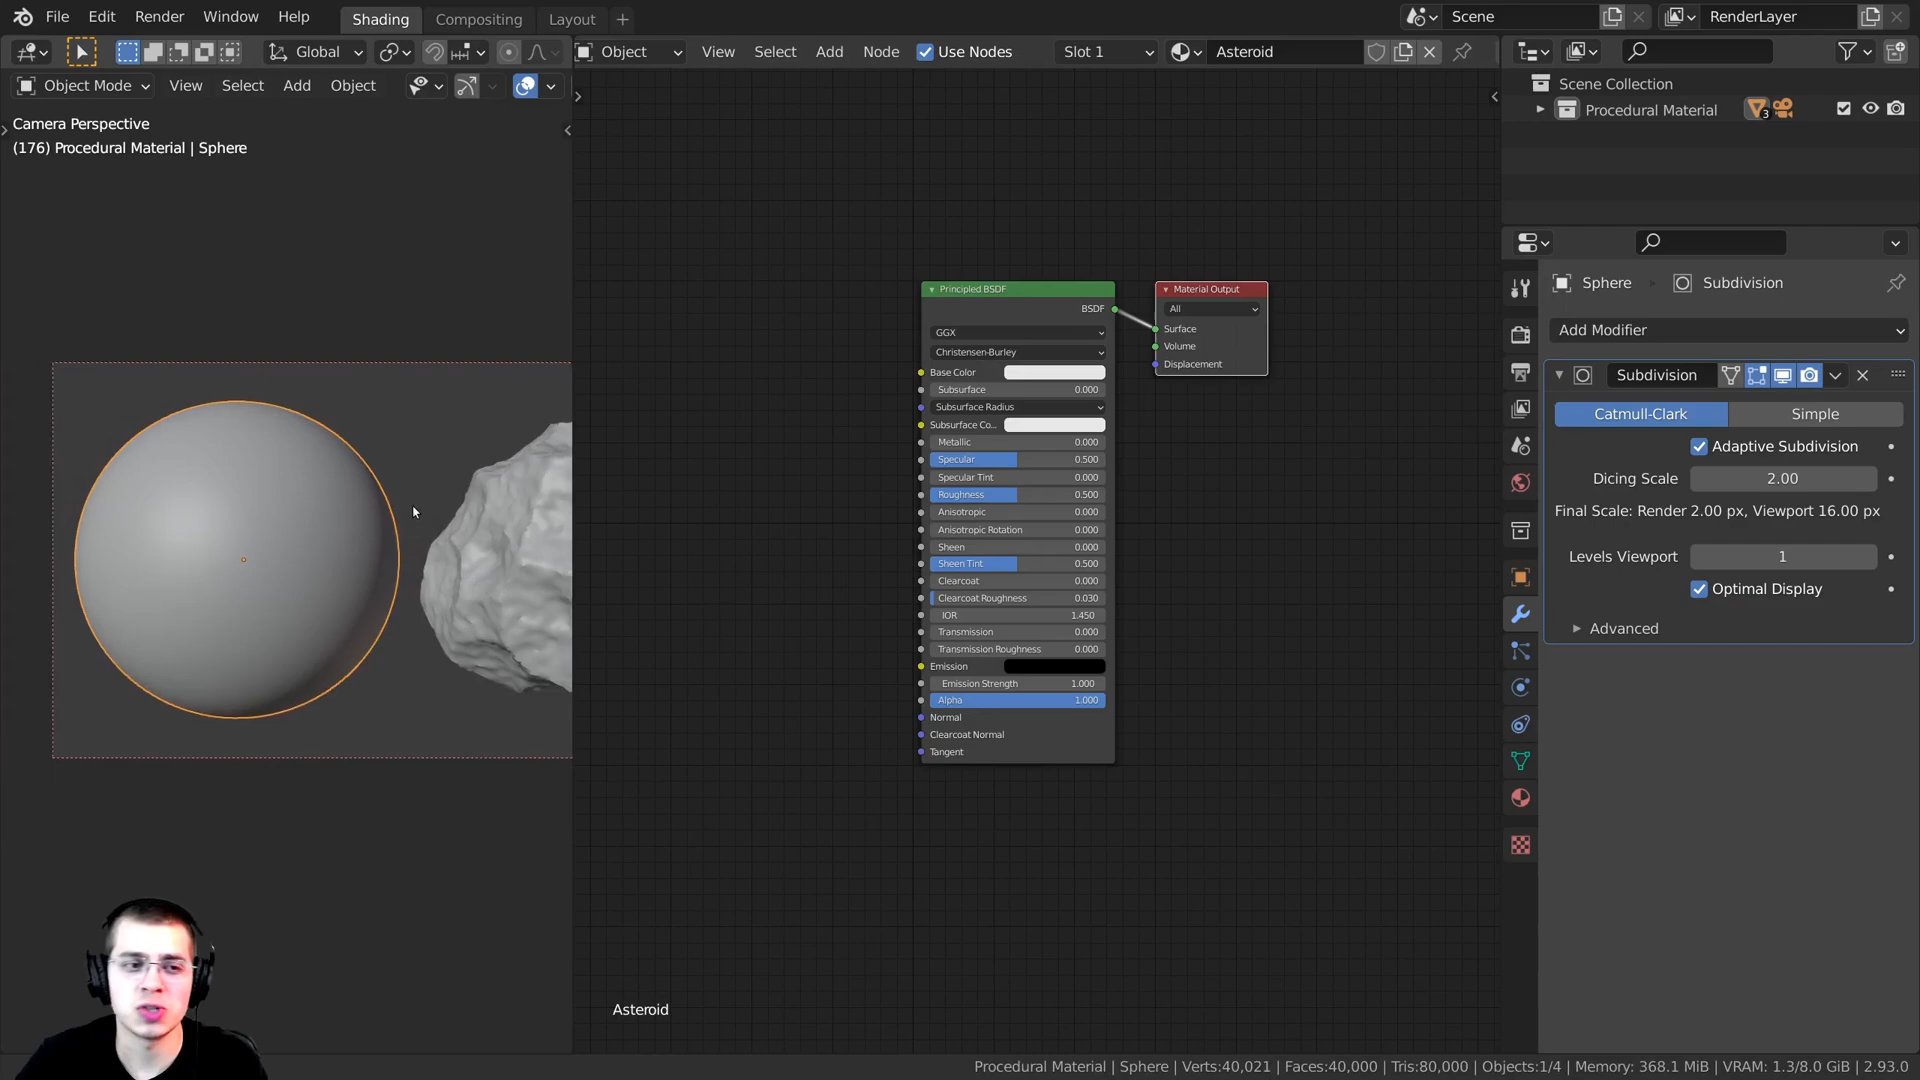 File Edit Render Window Help Shading Compositing Layout
Scene RenderLayer
Global
Object View Select Add Node Use Nodes Slot 1 Asteroid
Object Mode View Select Add Object
Scene Collection
Procedural Material 3
Camera Perspective
(176) Procedural Material | Sphere
Principled BSDF
BSDF
GGX
Christensen-Burley
Base Color
Subsurface 0.000
Subsurface Radius
Subsurface Co...
Metallic 0.000
Specular 0.500
Specular Tint 0.000
Roughness 0.500
Anisotropic 0.000
Anisotropic Rotation 0.000
Sheen 0.000
Sheen Tint 0.500
Clearcoat 0.000
Clearcoat Roughness 0.030
IOR 1.450
Transmission 0.000
Transmission Roughness 0.000
Emission
Emission Strength 1.000
Alpha 1.000
Normal
Clearcoat Normal
Tangent
Material Output
All
Surface
Volume
Displacement
Sphere Subdivision
Add Modifier
Subdivision
Catmull-Clark Simple
Adaptive Subdivision
Dicing Scale 2.00
Final Scale: Render 2.00 px, Viewport 16.00 px
Levels Viewport 1
Optimal Display
Advanced
Asteroid
Procedural Material | Sphere | Verts:40,021 | Faces:40,000 | Tris:80,000 | Objects:1/4 | Memory: 368.1 MiB | VRAM: 1.3/8.0 GiB | 2.93.0